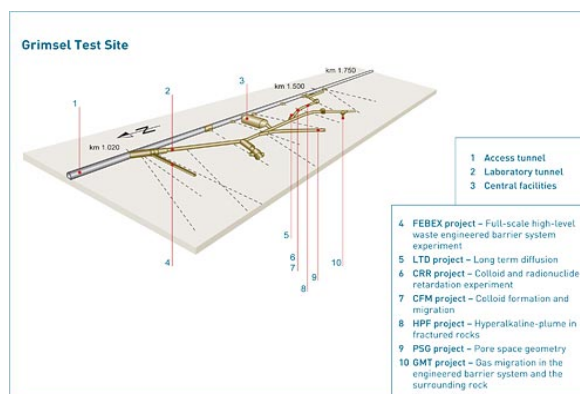 Grimsel Test Site
km 1.750
km 1.500
3
2
1
N
km 1.020
1 Access tunnel
2 Laboratory tunnel
3 Central facilities
4 FEBEX project – Full-scale high-level
waste engineered barrier system
experiment
5 LTD project – Long term diffusion
6 CRR project – Colloid and radionuclide
retardation experiment
7 CFM project – Colloid formation and
migration
8 HPF project – Hyperalkaline-plume in
fractured rocks
9 PSG project – Pore space geometry
10 GMT project – Gas migration in the
engineered barrier system and the
surrounding rock
5
6
7
8
9
10
4